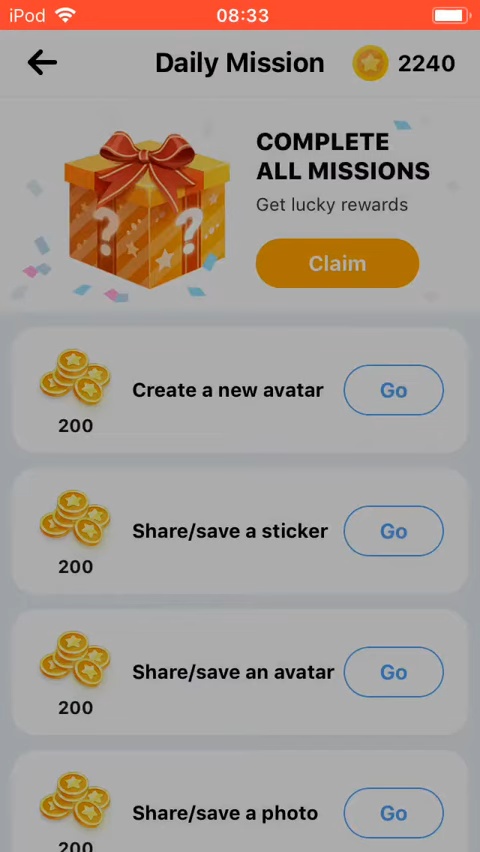 iPod 08:33
Daily Mission 2240
COMPLETE
ALL MISSIONS
Get lucky rewards
Claim
? ?
Create a new avatar Go
200
Share/save a sticker Go
200
Share/save an avatar Go
200
Share/save a photo Go
200